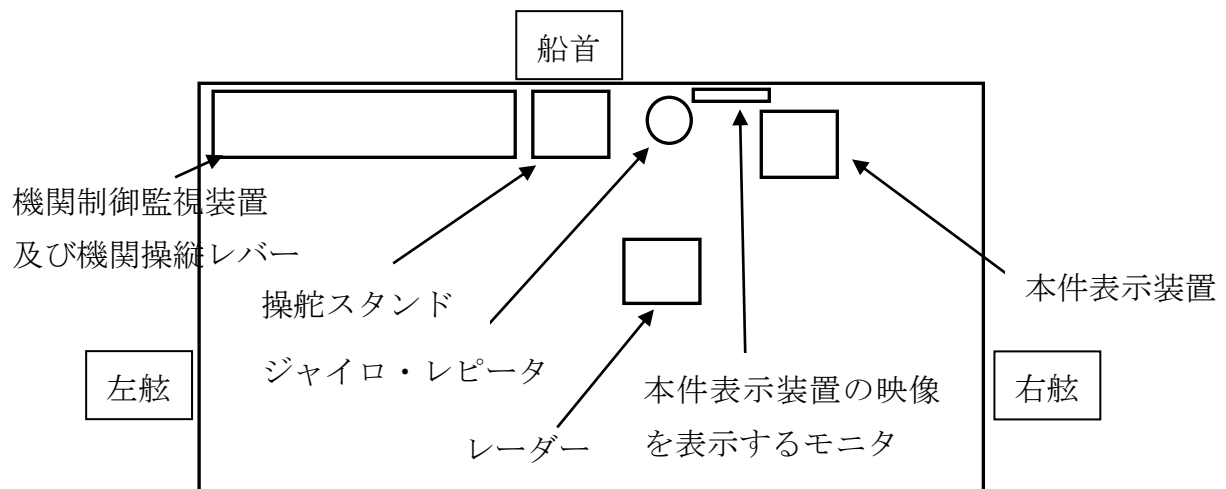 船首
機関制御監視装置
及び機関操縦レバー
操舵スタンド
ジャイロ・レピータ
レーダー
本件表示装置の映像
を表示するモニタ
本件表示装置
左舷
右舷